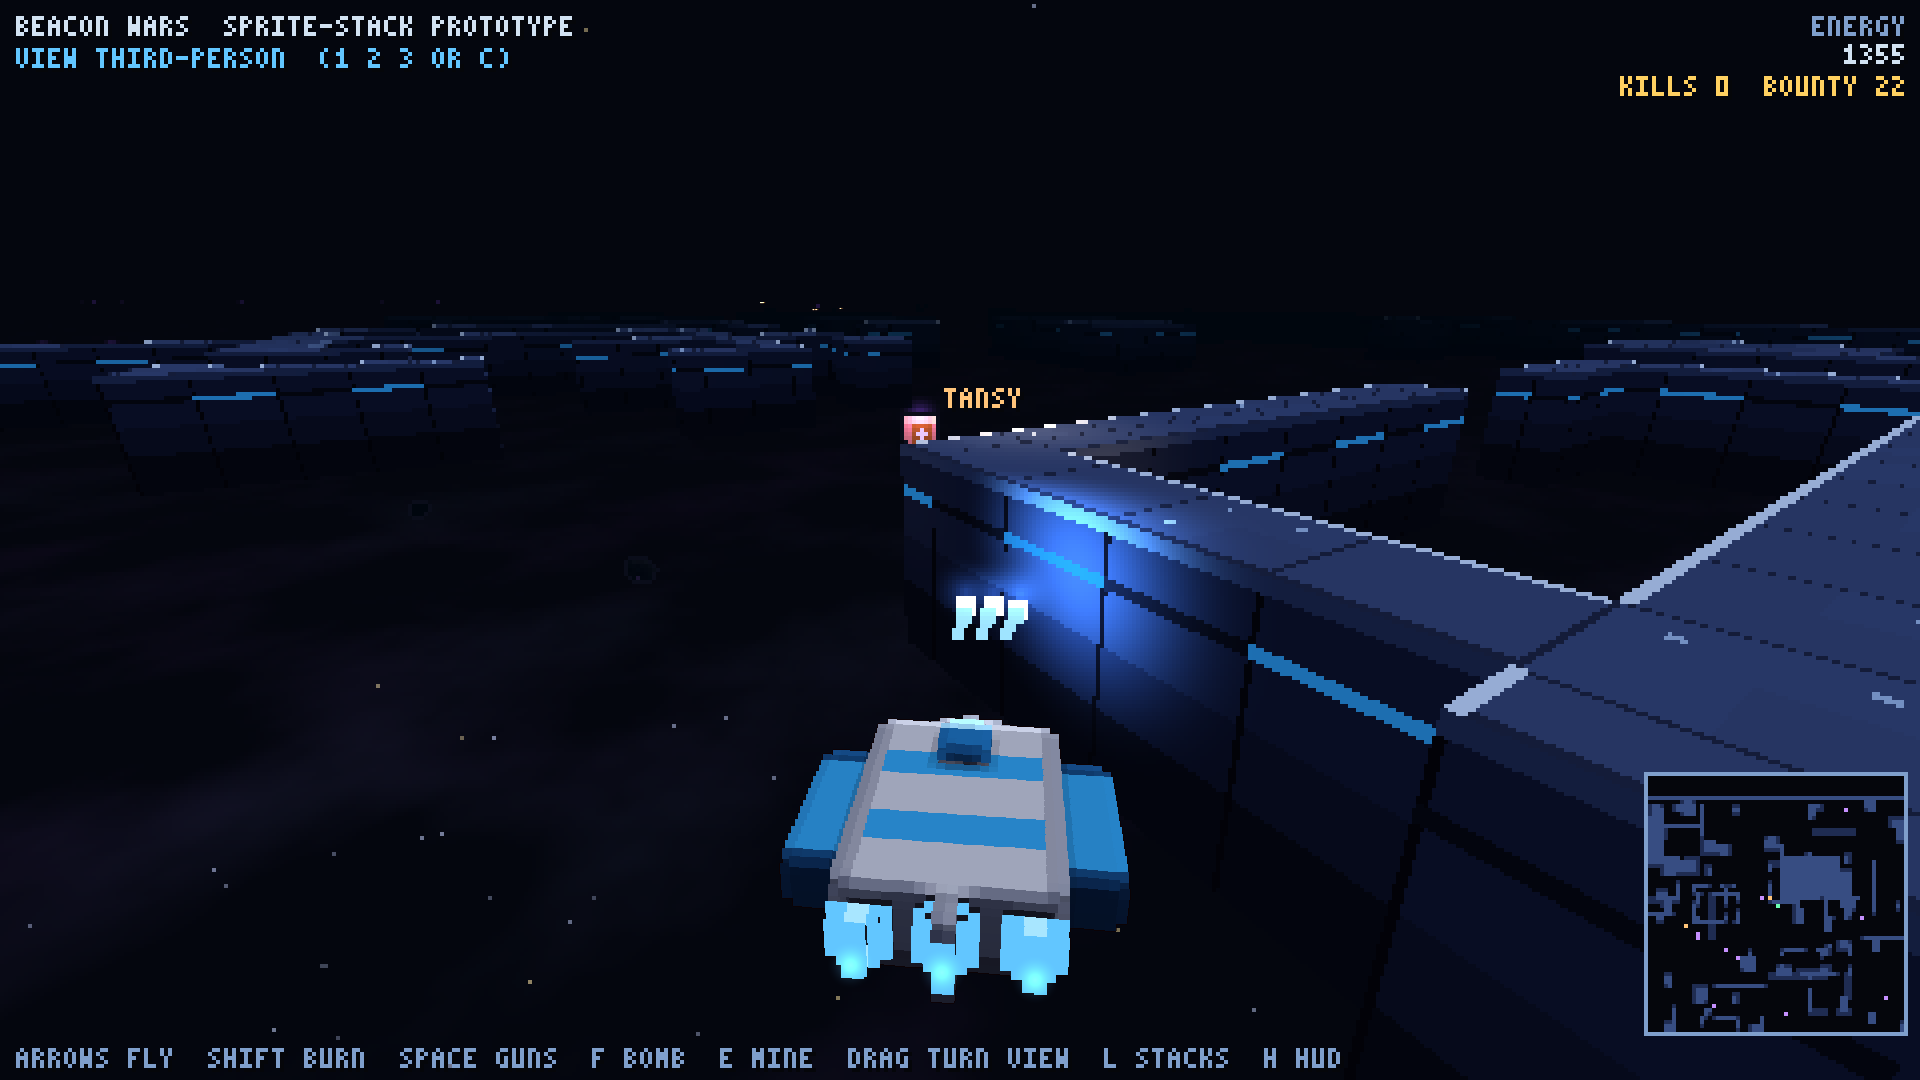 BEACON WARS SPRITE-STACK PROTOTYPE
VIEW THIRD-PERSON (1 2 3 OR C)
ENERGY
1355
KILLS 0 BOUNTY 22
TANSY
ARROWS FLY SHIFT BURN SPACE GUNS F BOMB E MINE DRAG TURN VIEW L STACKS H HUD